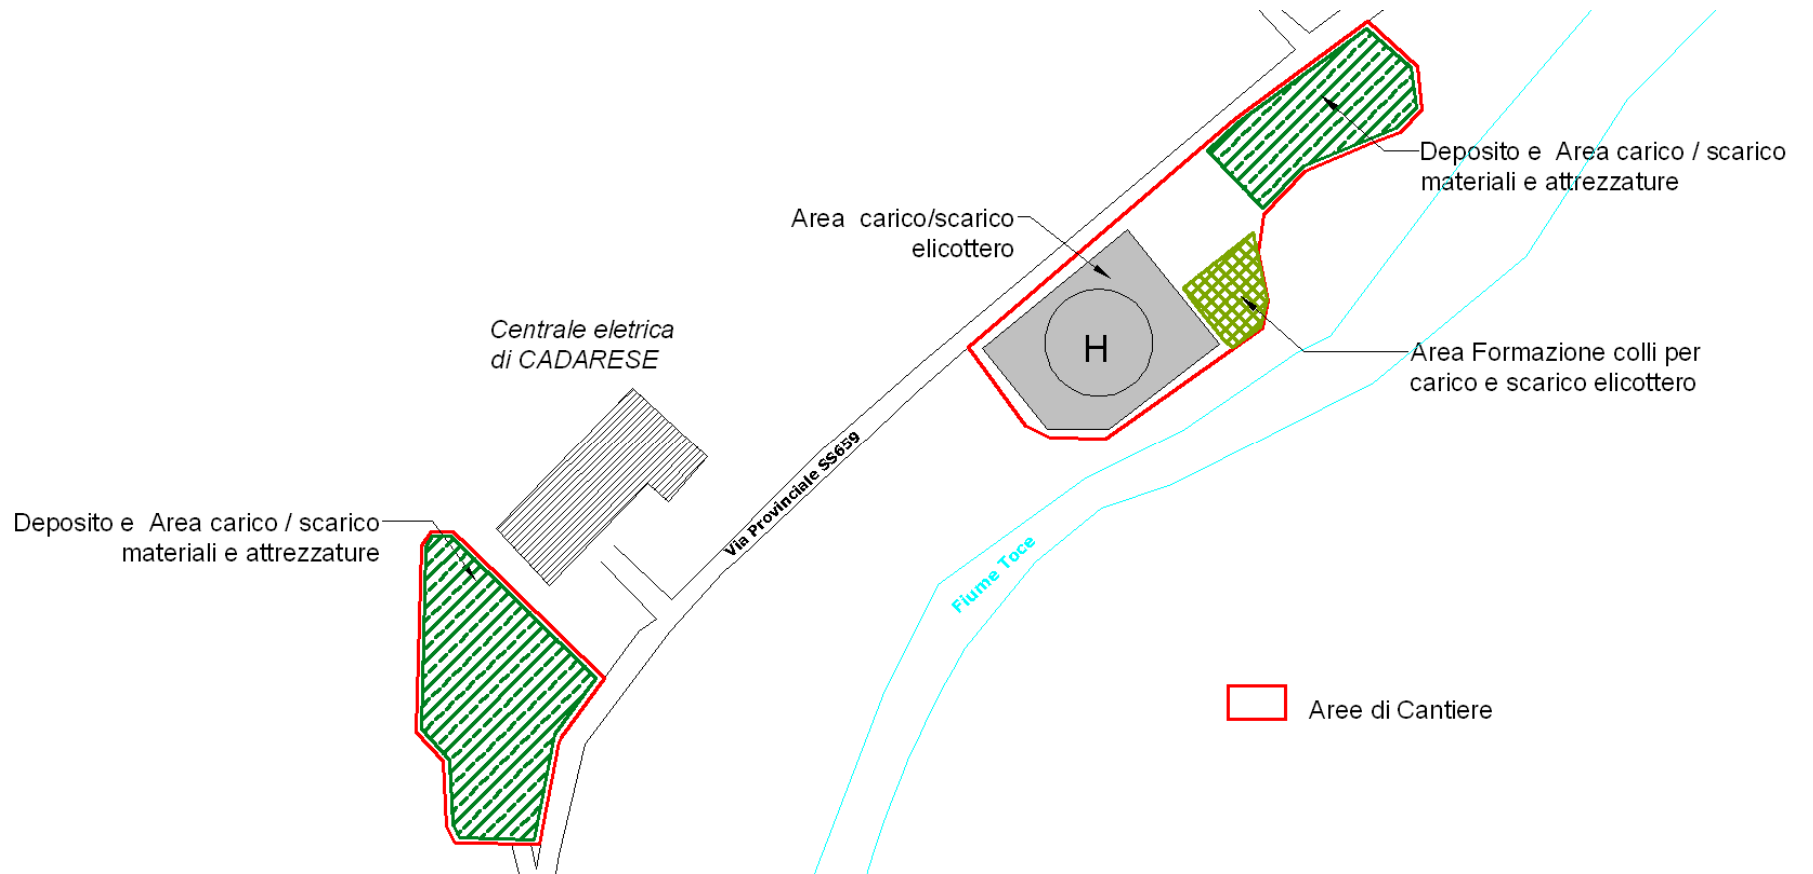 Deposito e Area carico / scarico
materiali e attrezzature
Area carico/scarico
elicottero
H
Centrale eletrica
di CADARESE
Area Formazione colli per
carico e scarico elicottero
Via Provinciale SS659
Deposito e Area carico / scarico
materiali e attrezzature
Fiume Toce
Aree di Cantiere